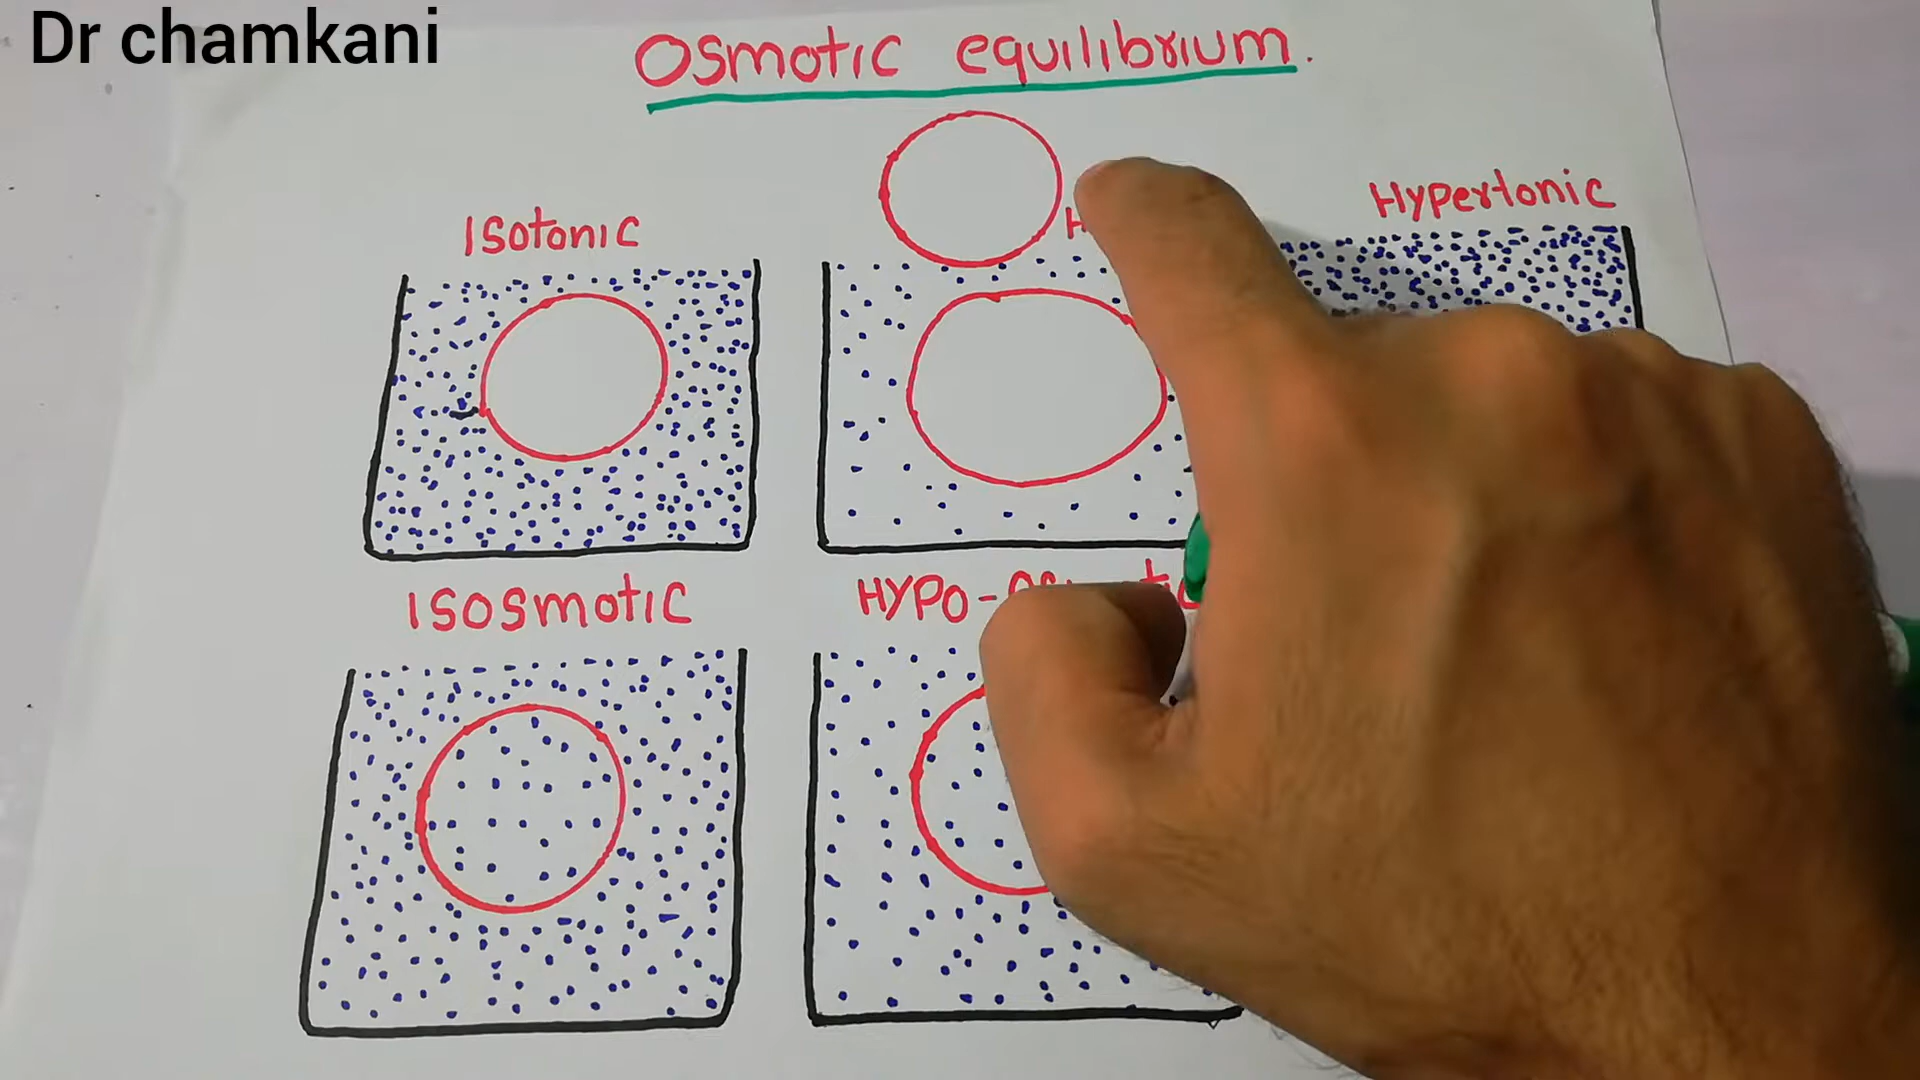 Dr chamkani
Osmotic equilibrium.
Isotonic
Hypertonic
Isosmotic
HYPO-